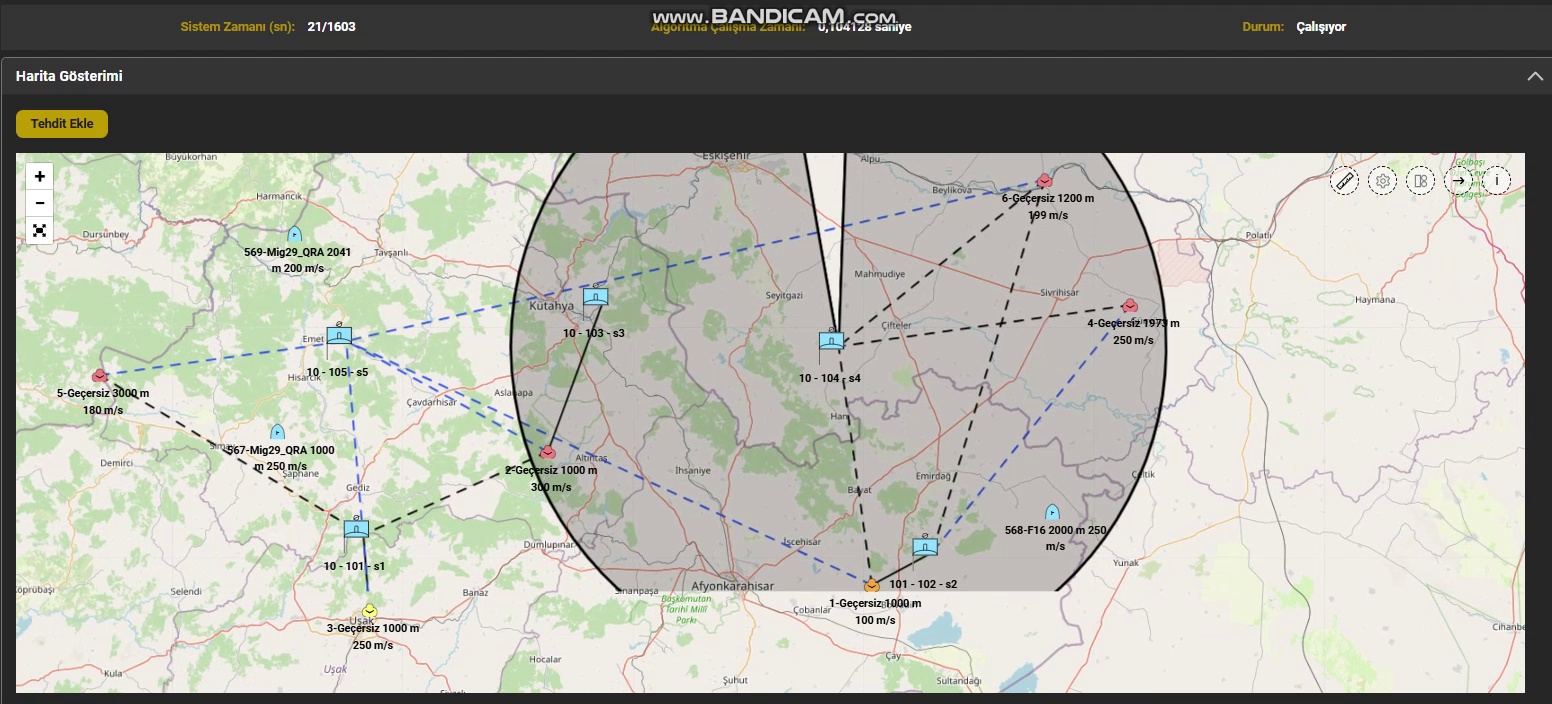 www.BANDICAM.com
Sistem Zamanı (sn): 21/1603
Algoritma Çalışma Zamanı: 0,104128 saniye
Durum: Çalışıyor
Harita Gösterimi
Tehdit Ekle
Büyükorhan
Eskişehir
Alpu
Gölbaşı
+
−
Harmancık
Beylikova
6-Geçersiz 1200 m
199 m/s
Dursunbey
569-Mig29_QRA 2041
m 200 m/s
Tavşanlı
Polatlı
Mahmudiye
Kütahya
Seyitgazi
Sivrihisar
Haymana
10 - 103 - s3
Çifteler
4-Geçersiz 1973 m
250 m/s
Emet
10 - 105 - s5
Hisarcık
10 - 104 - s4
5-Geçersiz 3000 m
180 m/s
Aslanapa
Çavdarhisar
Han
Simav
567-Mig29_QRA 1000
m 250 m/s
Şaphane
Demirci
Altıntaş
2-Geçersiz 1000 m
300 m/s
İhsaniye
Emirdağ
Çeltik
Gediz
Bayat
568-F16 2000 m 250
m/s
Dumlupınar
İscehisar
Yunak
10 - 101 - s1
101 - 102 - s2
Köprübaşı
Selendi
Banaz
Sinanpaşa
Afyonkarahisar
Başkomutan
Tarihî Millî
Parkı
Çobanlar
1-Geçersiz 1000 m
100 m/s
Uşak
3-Geçersiz 1000 m
250 m/s
Cihanbe
Kula
Uşak
Hocalar
Çay
Şuhut
Sultandağı